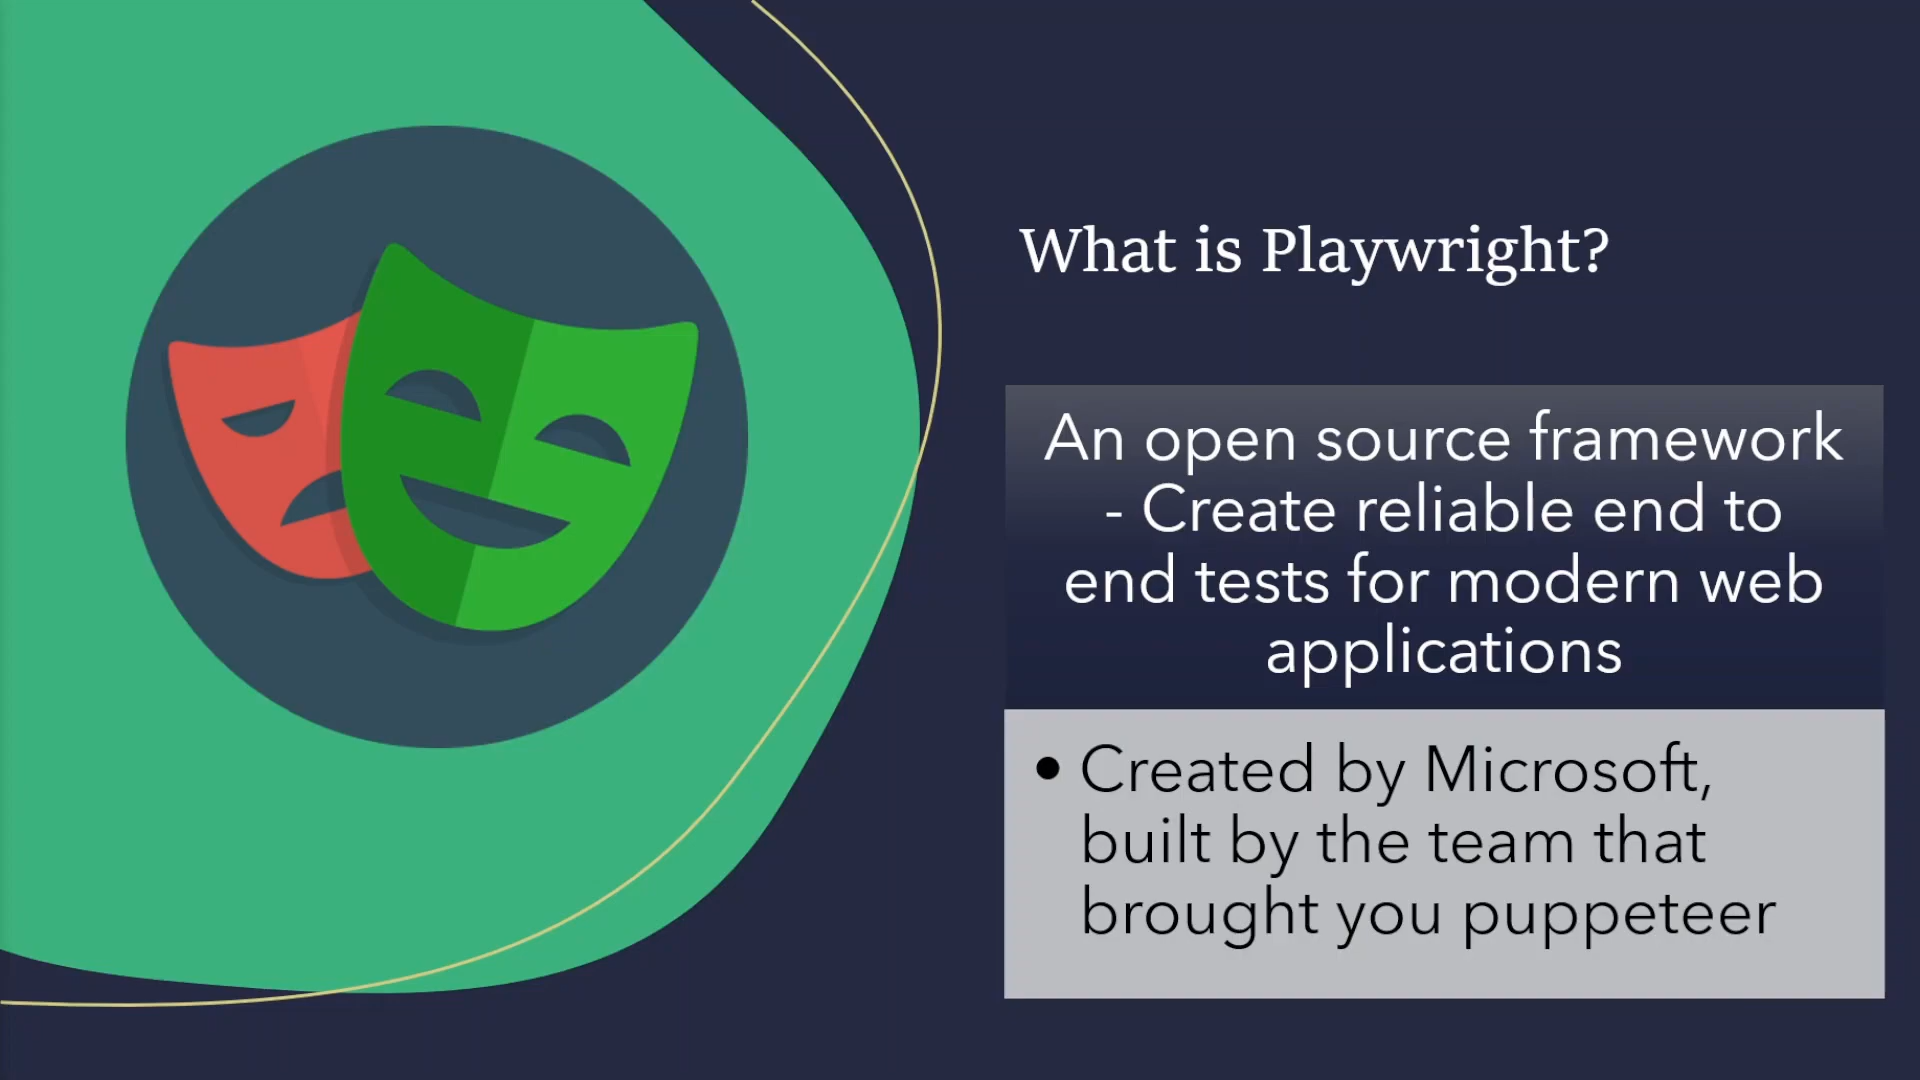 What is Playwright?
An open source framework
- Create reliable end to
end tests for modern web
applications
• Created by Microsoft,
built by the team that
brought you puppeteer